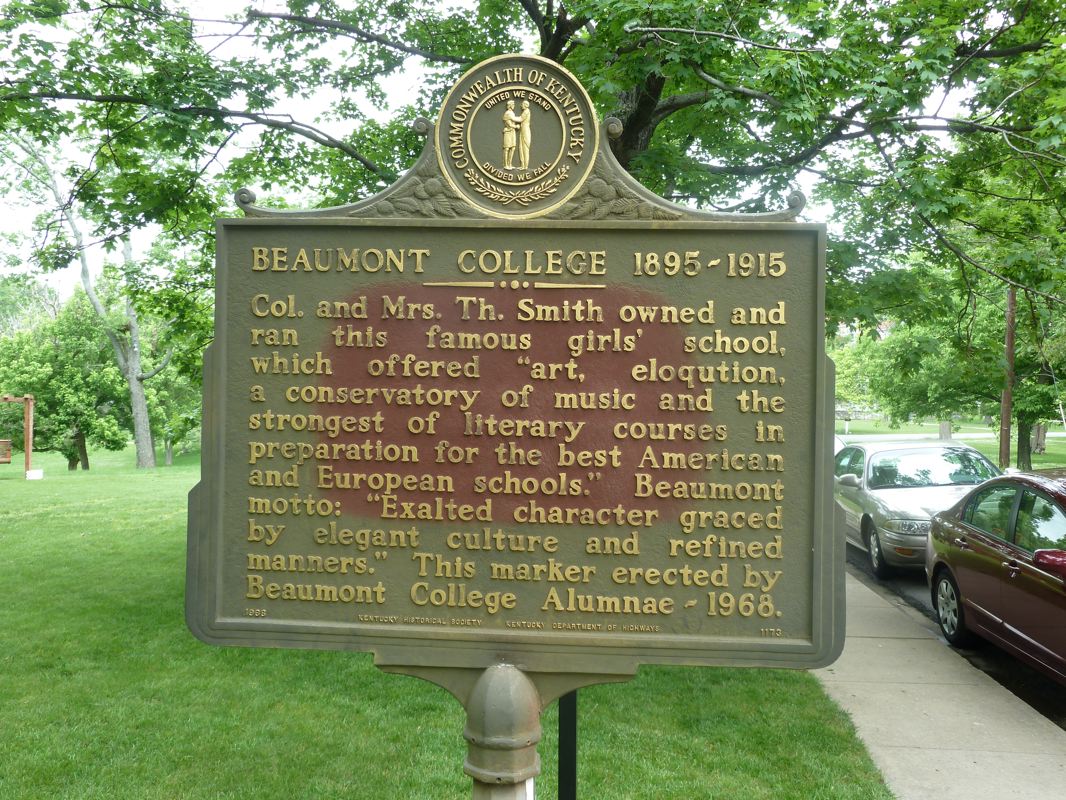 COMMONWEALTH OF KENTUCKY
UNITED WE STAND
DIVIDED WE FALL
BEAUMONT COLLEGE 1895-1915
Col. and Mrs. Th. Smith owned and
ran this famous girls' school,
which offered "art, eloqution,
a conservatory of music and the
strongest of literary courses in
preparation for the best American
and European schools." Beaumont
motto: "Exalted character graced
by elegant culture and refined
manners." This marker erected by
Beaumont College Alumnae - 1968.
1968 KENTUCKY HISTORICAL SOCIETY KENTUCKY DEPARTMENT OF HIGHWAYS 1173